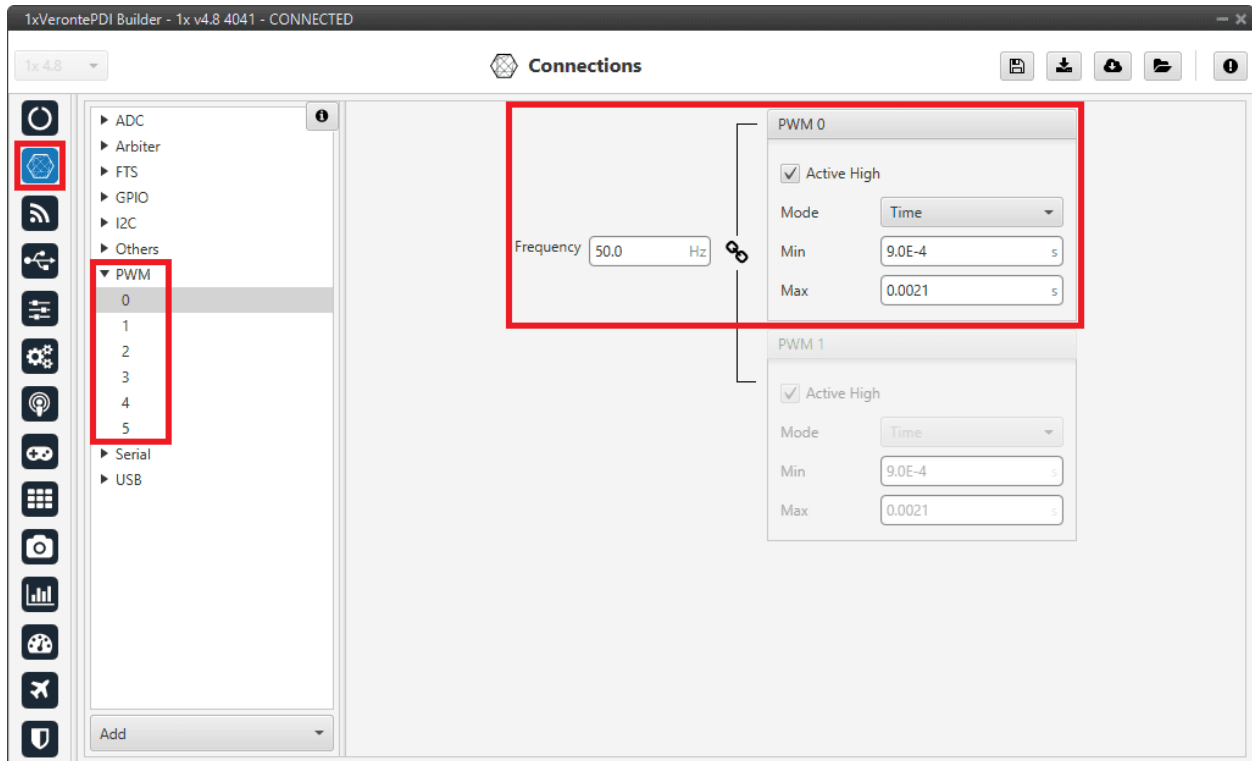 1xVerontePDI Builder - 1x v4.8 4041 - CONNECTED
1x 4.8
Connections
ADC
Arbiter
FTS
GPIO
I2C
Others
PWM
0
1
2
3
4
5
Serial
USB
Add
Frequency 50.0 Hz
PWM 0
Active High
Mode Time
Min 9.0E-4 s
Max 0.0021 s
PWM 1
Active High
Mode Time
Min 9.0E-4 s
Max 0.0021 s